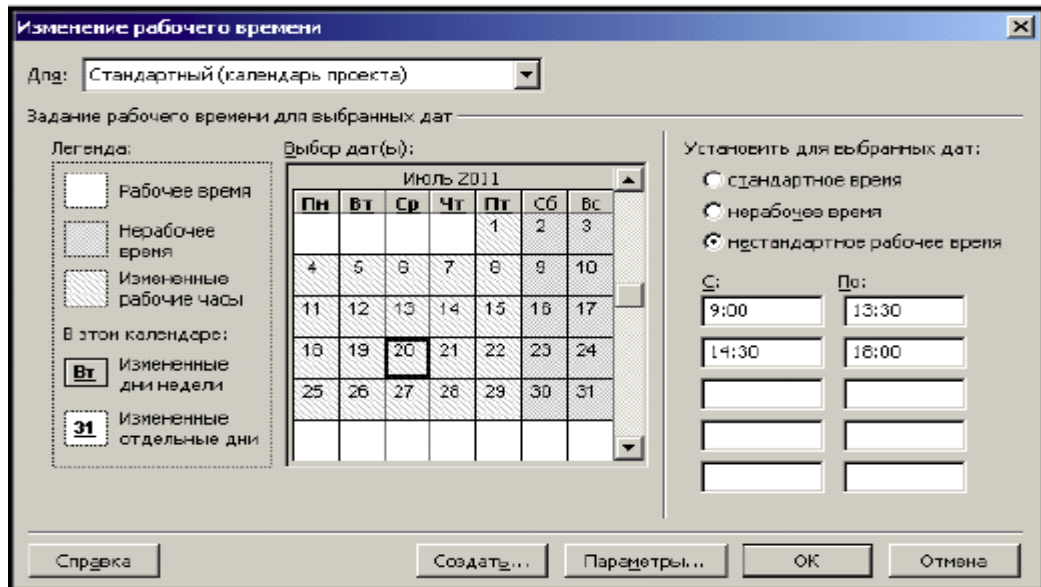 Изменение рабочего времени
Для: Стандартный (календарь проекта)
Задание рабочего времени для выбранных дат
Легенда:
Рабочее время
Нерабочее
время
Измененные
рабочие часы
В этом календаре:
Вт Измененные
дни недели
31 Измененные
отдельные дни
Выбор дат(ы):
Июль 2011
Пн Вт Ср Чт Пт Сб Вс
1 2 3
4 5 6 7 8 9 10
11 12 13 14 15 16 17
18 19 20 21 22 23 24
25 26 27 28 29 30 31
Установить для выбранных дат:
стандартное время
нерабочее время
нестандартное рабочее время
С: По:
9:00 13:30
14:30 18:00
Справка Создать... Параметры... ОК Отмена